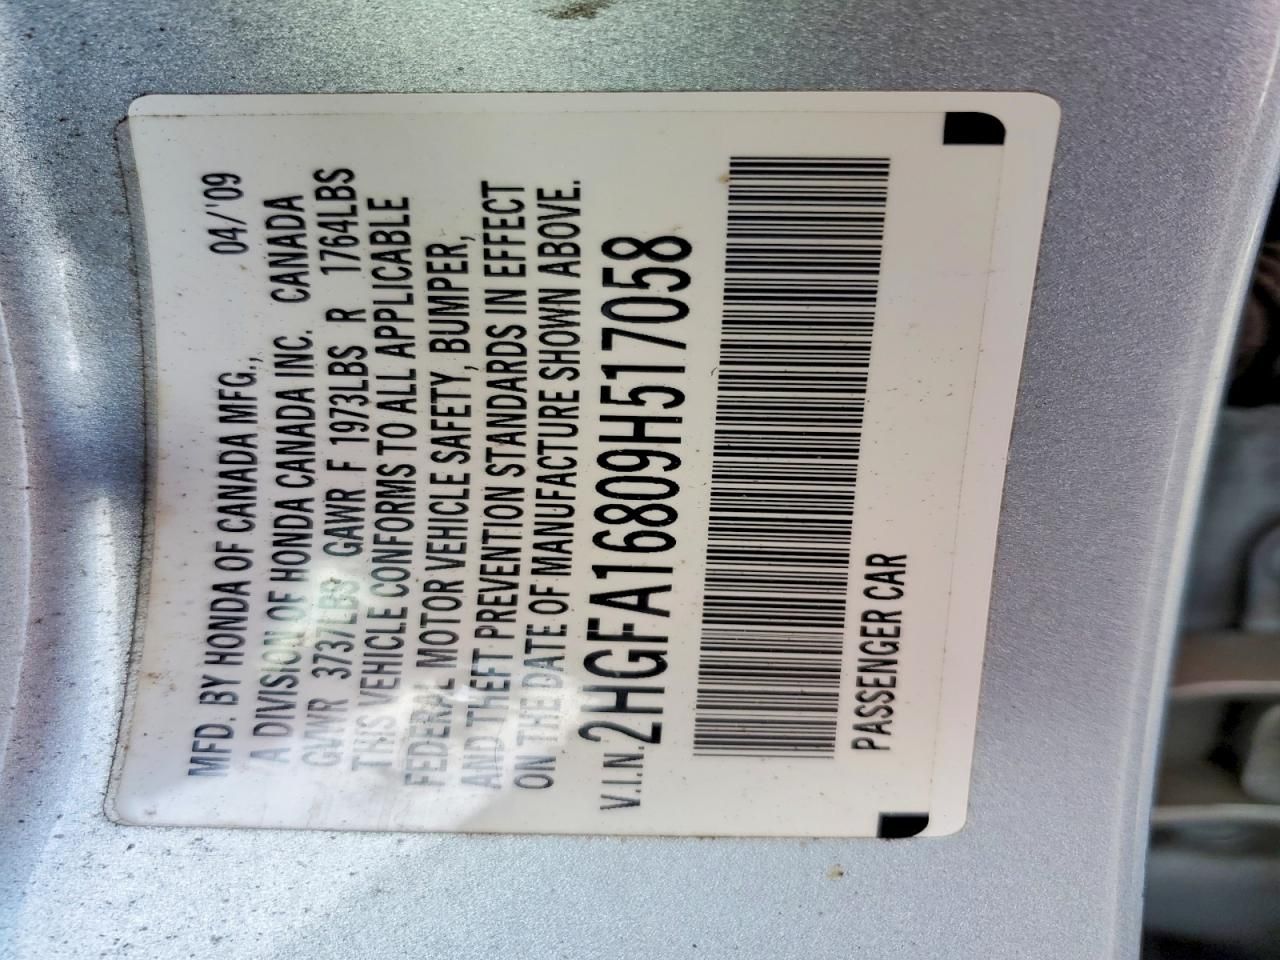 MFD. BY HONDA OF CANADA MFG., 04/'09
A DIVISION OF HONDA CANADA INC. CANADA
GVWR 3737LBS GAWR F 1973LBS R 1764LBS
THIS VEHICLE CONFORMS TO ALL APPLICABLE
FEDERAL MOTOR VEHICLE SAFETY, BUMPER,
AND THEFT PREVENTION STANDARDS IN EFFECT
ON THE DATE OF MANUFACTURE SHOWN ABOVE.
V.I.N.2HGFA16809H517058
PASSENGER CAR